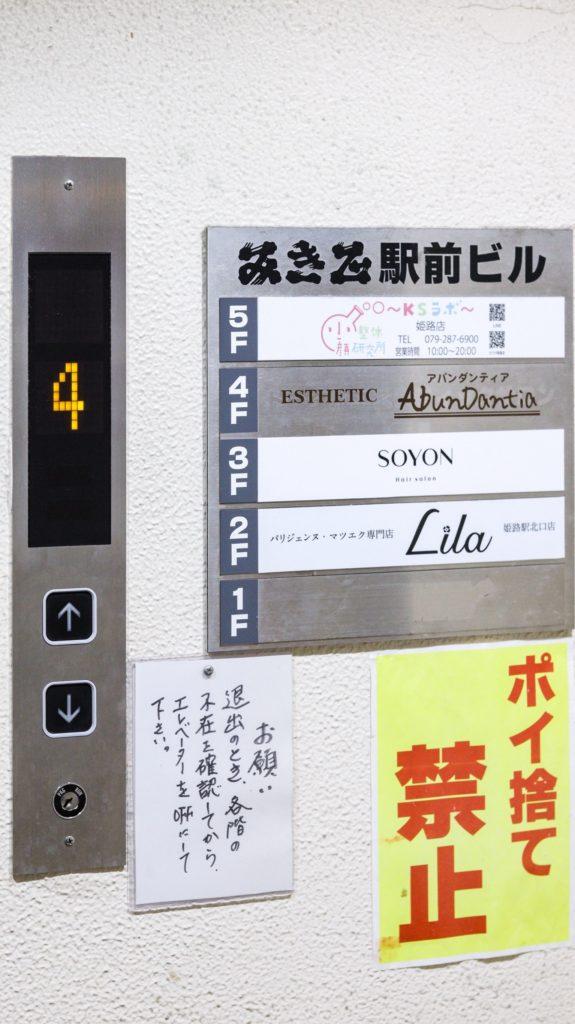 4
みきや駅前ビル
5F
〜KSラボ〜
小顔整体研究所
姫路店
TEL 079-287-6900
営業時間 10:00〜20:00
LINE
4F
ESTHETIC
アバンダンティア
AbunDantia
3F
SOYON
Hair salon
2F
パリジェンヌ・マツエク専門店
Lila
姫路駅北口店
1F
お願い
退出のとき、各階の
不在を確認してから、
エレベーターを呼にして
下さい。
ポイ捨て
禁止